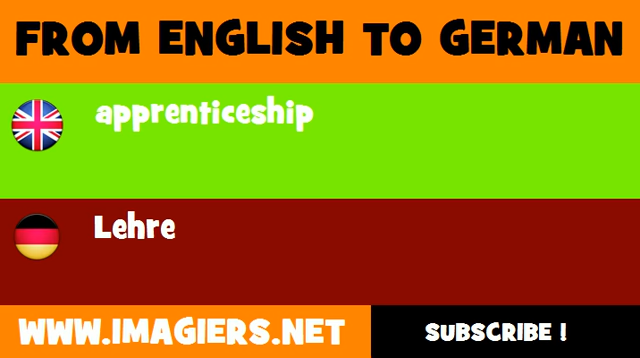 FROM ENGLISH TO GERMAN
apprenticeship
Lehre
WWW.IMAGIERS.NET
SUBSCRIBE !